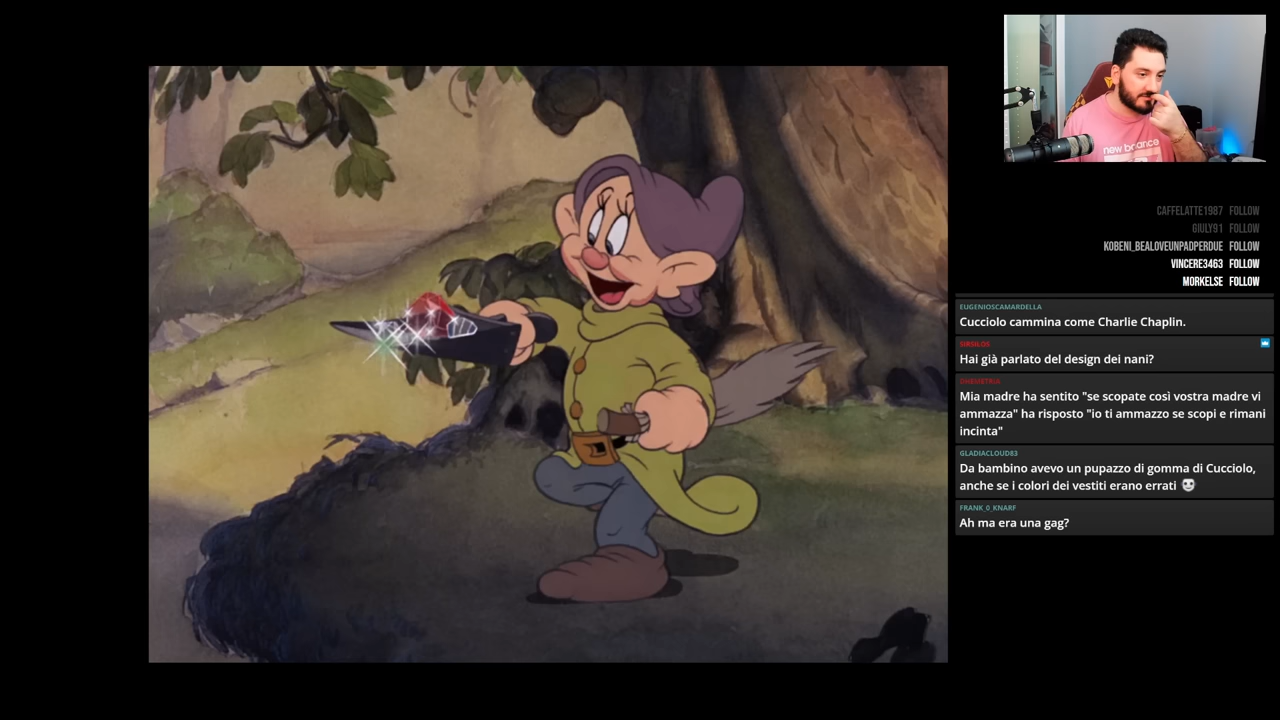 new balance
CAFFELATTE1987 FOLLOW
GIULY91 FOLLOW
KOBENI_BEALOVEUNPADPERDUE FOLLOW
VINCERE3463 FOLLOW
MORKELSE FOLLOW
EUGENIOSCAMARDELLA
Cucciolo cammina come Charlie Chaplin.
Hai già parlato del design dei nani?
Mia madre ha sentito "se scopate così vostra madre vi
ammazza" ha risposto "io ti ammazzo se scopi e rimani
incinta"
GLADIACLOUD83
Da bambino avevo un pupazzo di gomma di Cucciolo,
anche se i colori dei vestiti erano errati
FRANK_0_KNARF
Ah ma era una gag?